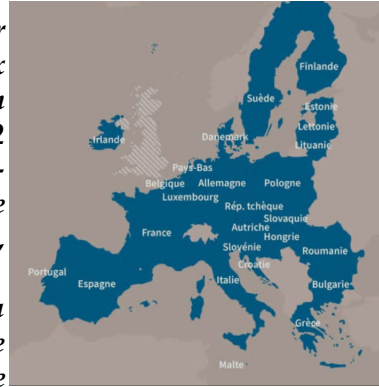 Finlande
Suède
Estonie
Lettonie
Danemark
Irlande
Lituanie
Pays-Bas
Belgique
Allemagne
Pologne
Luxembourg
Rép. tchèque
Slovaquie
Autriche
France
Hongrie
Slovénie
Roumanie
Croatie
Portugal
Italie
Espagne
Bulgarie
Grèce
Malte